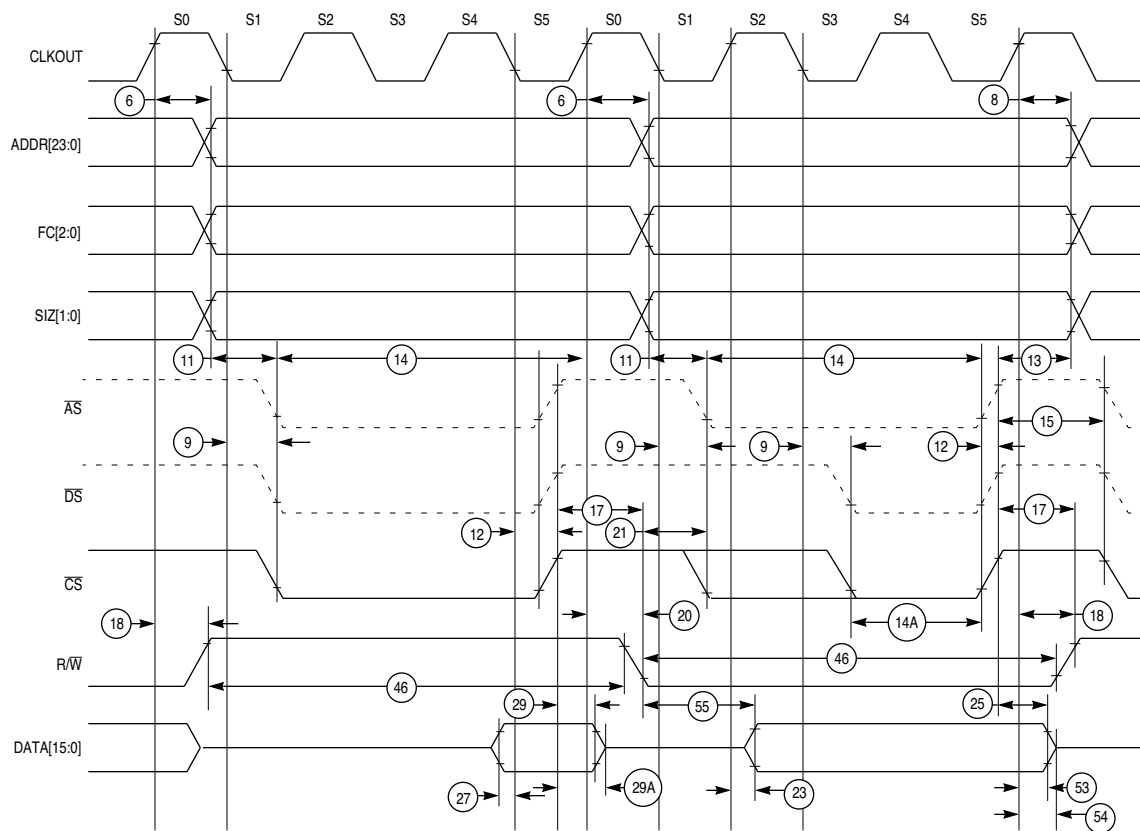 S0 S1 S2 S3 S4 S5 S0 S1 S2 S3 S4 S5
CLKOUT
6 6 8
ADDR[23:0]
FC[2:0]
SIZ[1:0]
11 14 11 14 13
AS
15
9 9 9 12
DS
17 17
12 21
CS
18 20 14A 18
R/W
46 46
29 55 25
DATA[15:0]
27 29A 23 53
54